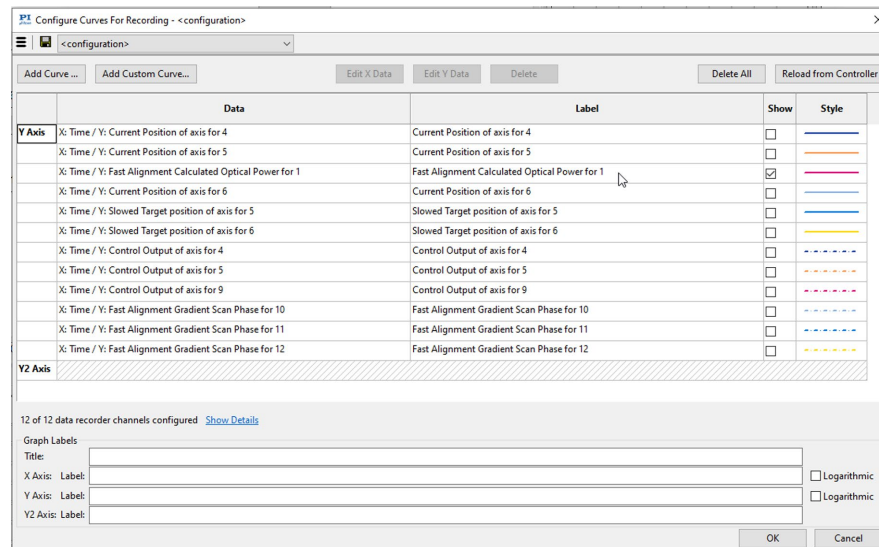 PI Configure Curves For Recording - <configuration>
<configuration>
Add Curve ... Add Custom Curve... Edit X Data Edit Y Data Delete Delete All Reload from Controller
Data Label Show Style
Y Axis X: Time / Y: Current Position of axis for 4 Current Position of axis for 4
X: Time / Y: Current Position of axis for 5 Current Position of axis for 5
X: Time / Y: Fast Alignment Calculated Optical Power for 1 Fast Alignment Calculated Optical Power for 1
X: Time / Y: Current Position of axis for 6 Current Position of axis for 6
X: Time / Y: Slowed Target position of axis for 5 Slowed Target position of axis for 5
X: Time / Y: Slowed Target position of axis for 6 Slowed Target position of axis for 6
X: Time / Y: Control Output of axis for 4 Control Output of axis for 4
X: Time / Y: Control Output of axis for 5 Control Output of axis for 5
X: Time / Y: Control Output of axis for 9 Control Output of axis for 9
X: Time / Y: Fast Alignment Gradient Scan Phase for 10 Fast Alignment Gradient Scan Phase for 10
X: Time / Y: Fast Alignment Gradient Scan Phase for 11 Fast Alignment Gradient Scan Phase for 11
X: Time / Y: Fast Alignment Gradient Scan Phase for 12 Fast Alignment Gradient Scan Phase for 12
Y2 Axis
12 of 12 data recorder channels configured Show Details
Graph Labels
Title:
X Axis: Label: Logarithmic
Y Axis: Label: Logarithmic
Y2 Axis: Label:
OK Cancel